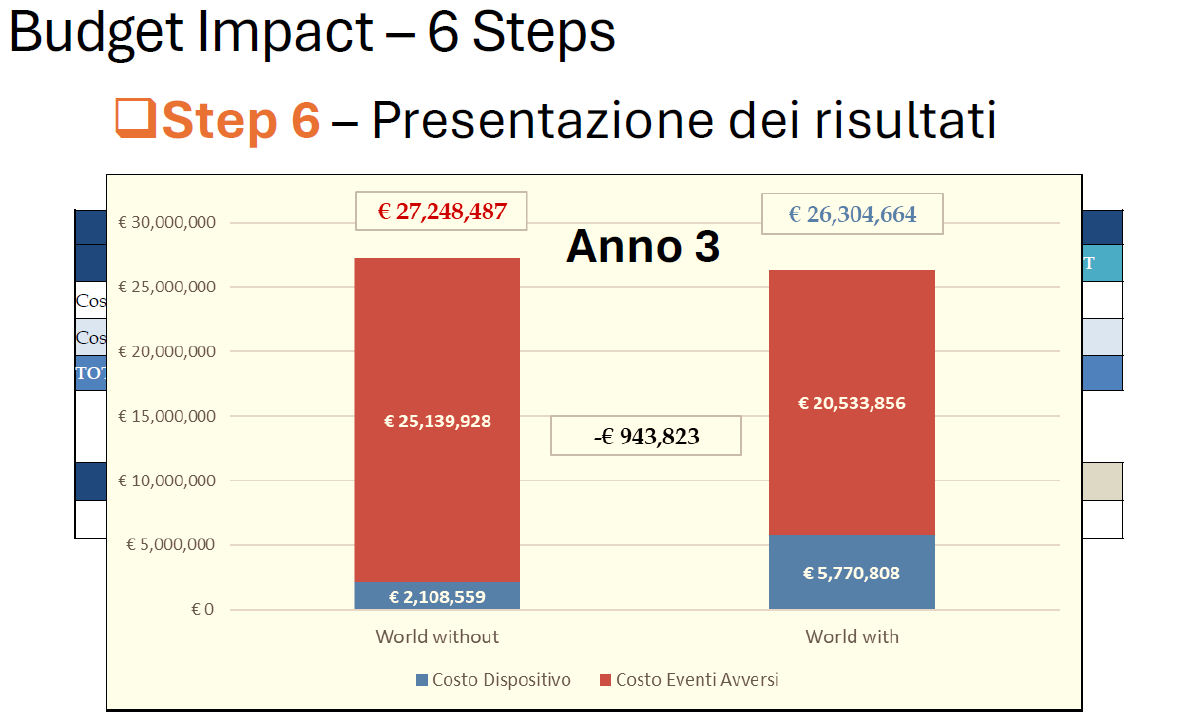 Budget Impact – 6 Steps
Step 6 – Presentazione dei risultati
€ 27,248,487
€ 26,304,664
Anno 3
€ 30,000,000
€ 25,000,000
€ 20,000,000
€ 15,000,000
€ 10,000,000
€ 5,000,000
€ 0
€ 25,139,928
€ 20,533,856
-€ 943,823
€ 2,108,559
€ 5,770,808
World without
World with
Costo Dispositivo
Costo Eventi Avversi
Cos
Cos
TOT
T